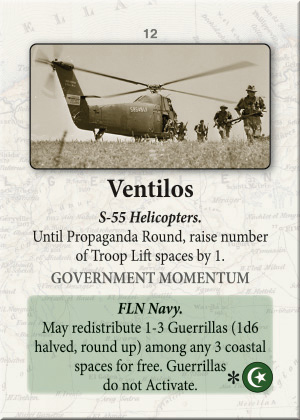 12
Ventilos
S-55 Helicopters.
Until Propaganda Round, raise number
of Troop Lift spaces by 1.
GOVERNMENT MOMENTUM
FLN Navy.
May redistribute 1-3 Guerrillas (1d6
halved, round up) among any 3 coastal
spaces for free. Guerrillas
do not Activate.
*